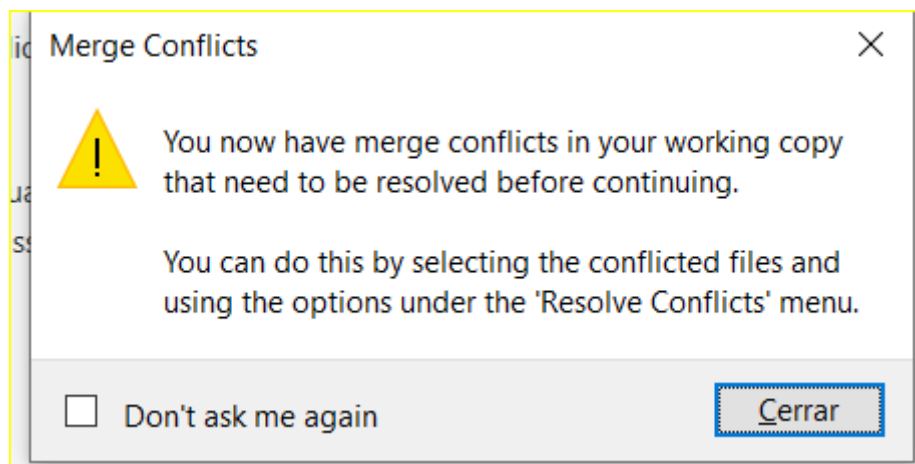 Merge Conflicts
You now have merge conflicts in your working copy
that need to be resolved before continuing.
You can do this by selecting the conflicted files and
using the options under the 'Resolve Conflicts' menu.
Don't ask me again
Cerrar